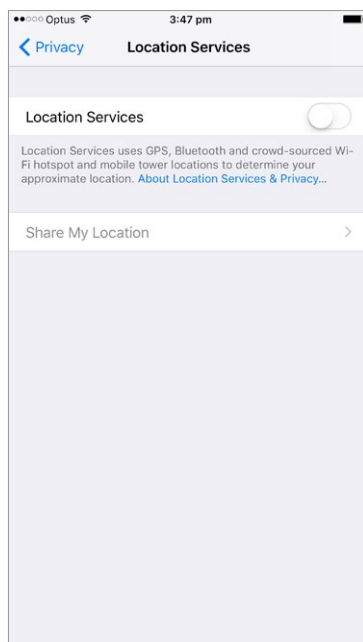 Optus 3:47 pm
Privacy Location Services
Location Services
Location Services uses GPS, Bluetooth and crowd-sourced Wi-
Fi hotspot and mobile tower locations to determine your
approximate location. About Location Services & Privacy...
Share My Location